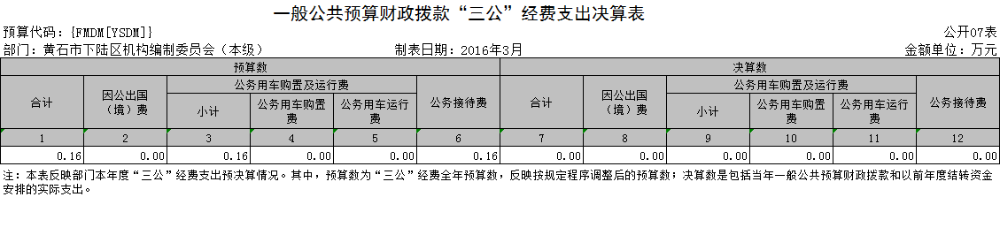 一般公共预算财政拨款“三公”经费支出决算表
预算代码：{FMDM[YSDM]} 公开07表
部门：黄石市下陆区机构编制委员会（本级） 制表日期：2016年3月 金额单位：万元
预算数 决算数
合计 因公出国（境）费 公务用车购置及运行费 公务接待费 合计 因公出国（境）费 公务用车购置及运行费 公务接待费
小计 公务用车购置费 公务用车运行费 小计 公务用车购置费 公务用车运行费
1 2 3 4 5 6 7 8 9 10 11 12
0.16 0.00 0.16 0.00 0.00 0.16 0.00 0.00 0.00 0.00 0.00 0.00
注：本表反映部门本年度“三公”经费支出预决算情况。其中，预算数为“三公”经费全年预算数，反映按规定程序调整后的预算数；决算数是包括当年一般公共预算财政拨款和以前年度结转资金
安排的实际支出。